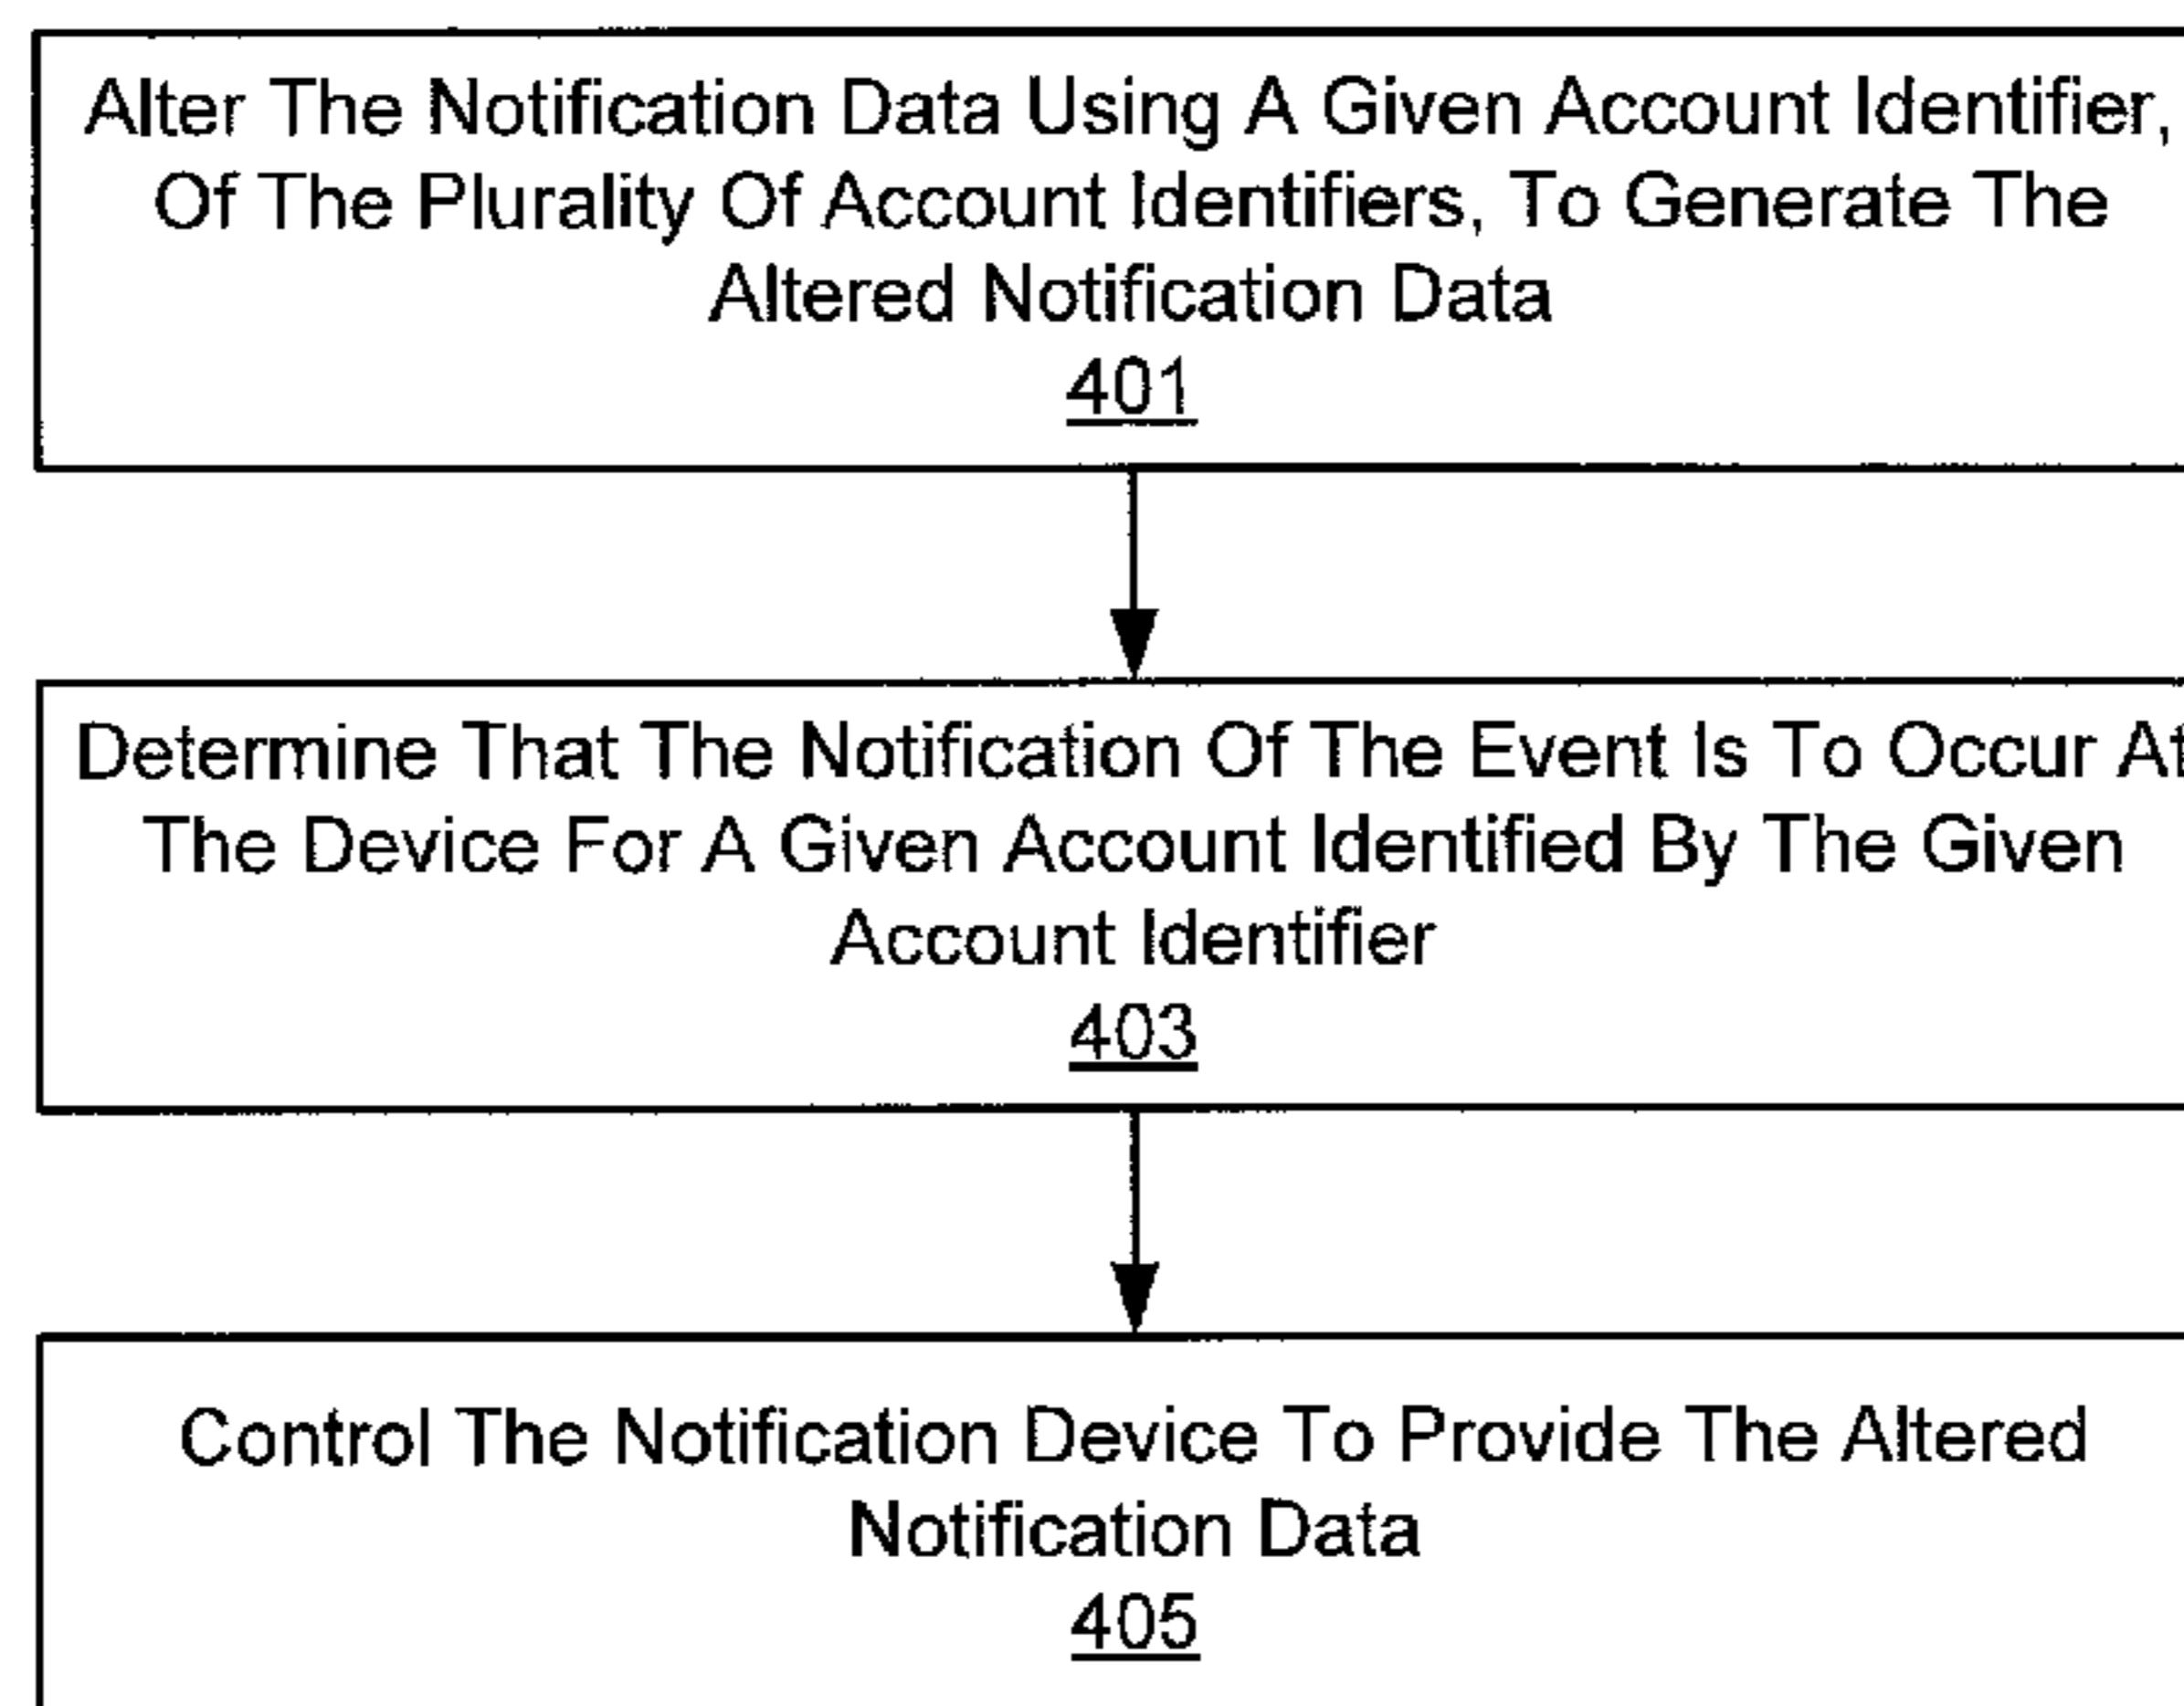 Alter The Notification Data Using A Given Account Identifier,
Of The Plurality Of Account Identifiers, To Generate The
Altered Notification Data
401
Determine That The Notification Of The Event Is To Occur At
The Device For A Given Account Identified By The Given
Account Identifier
403
Control The Notification Device To Provide The Altered
Notification Data
405